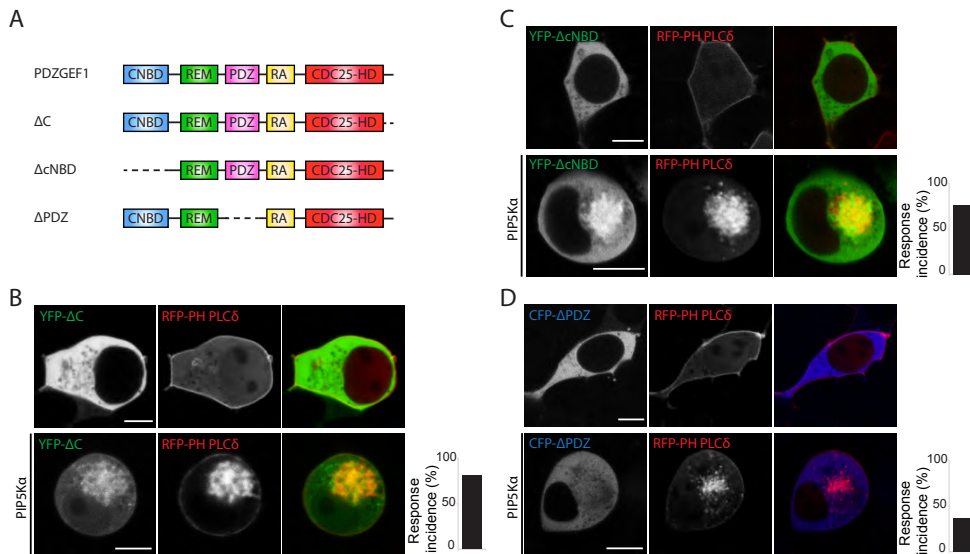 A
PDZGEF1
CNBD REM PDZ RA CDC25-HD
ΔC
CNBD REM PDZ RA CDC25-HD
ΔcNBD
REM PDZ RA CDC25-HD
ΔPDZ
CNBD REM RA CDC25-HD
B
YFP-ΔC RFP-PH PLCδ
PIP5Kα
YFP-ΔC RFP-PH PLCδ
Response
incidence (%)
100
50
0
C
YFP-ΔcNBD RFP-PH PLCδ
PIP5Kα
YFP-ΔcNBD RFP-PH PLCδ
Response
incidence (%)
100
50
0
D
CFP-ΔPDZ RFP-PH PLCδ
PIP5Kα
CFP-ΔPDZ RFP-PH PLCδ
Response
incidence (%)
100
50
0